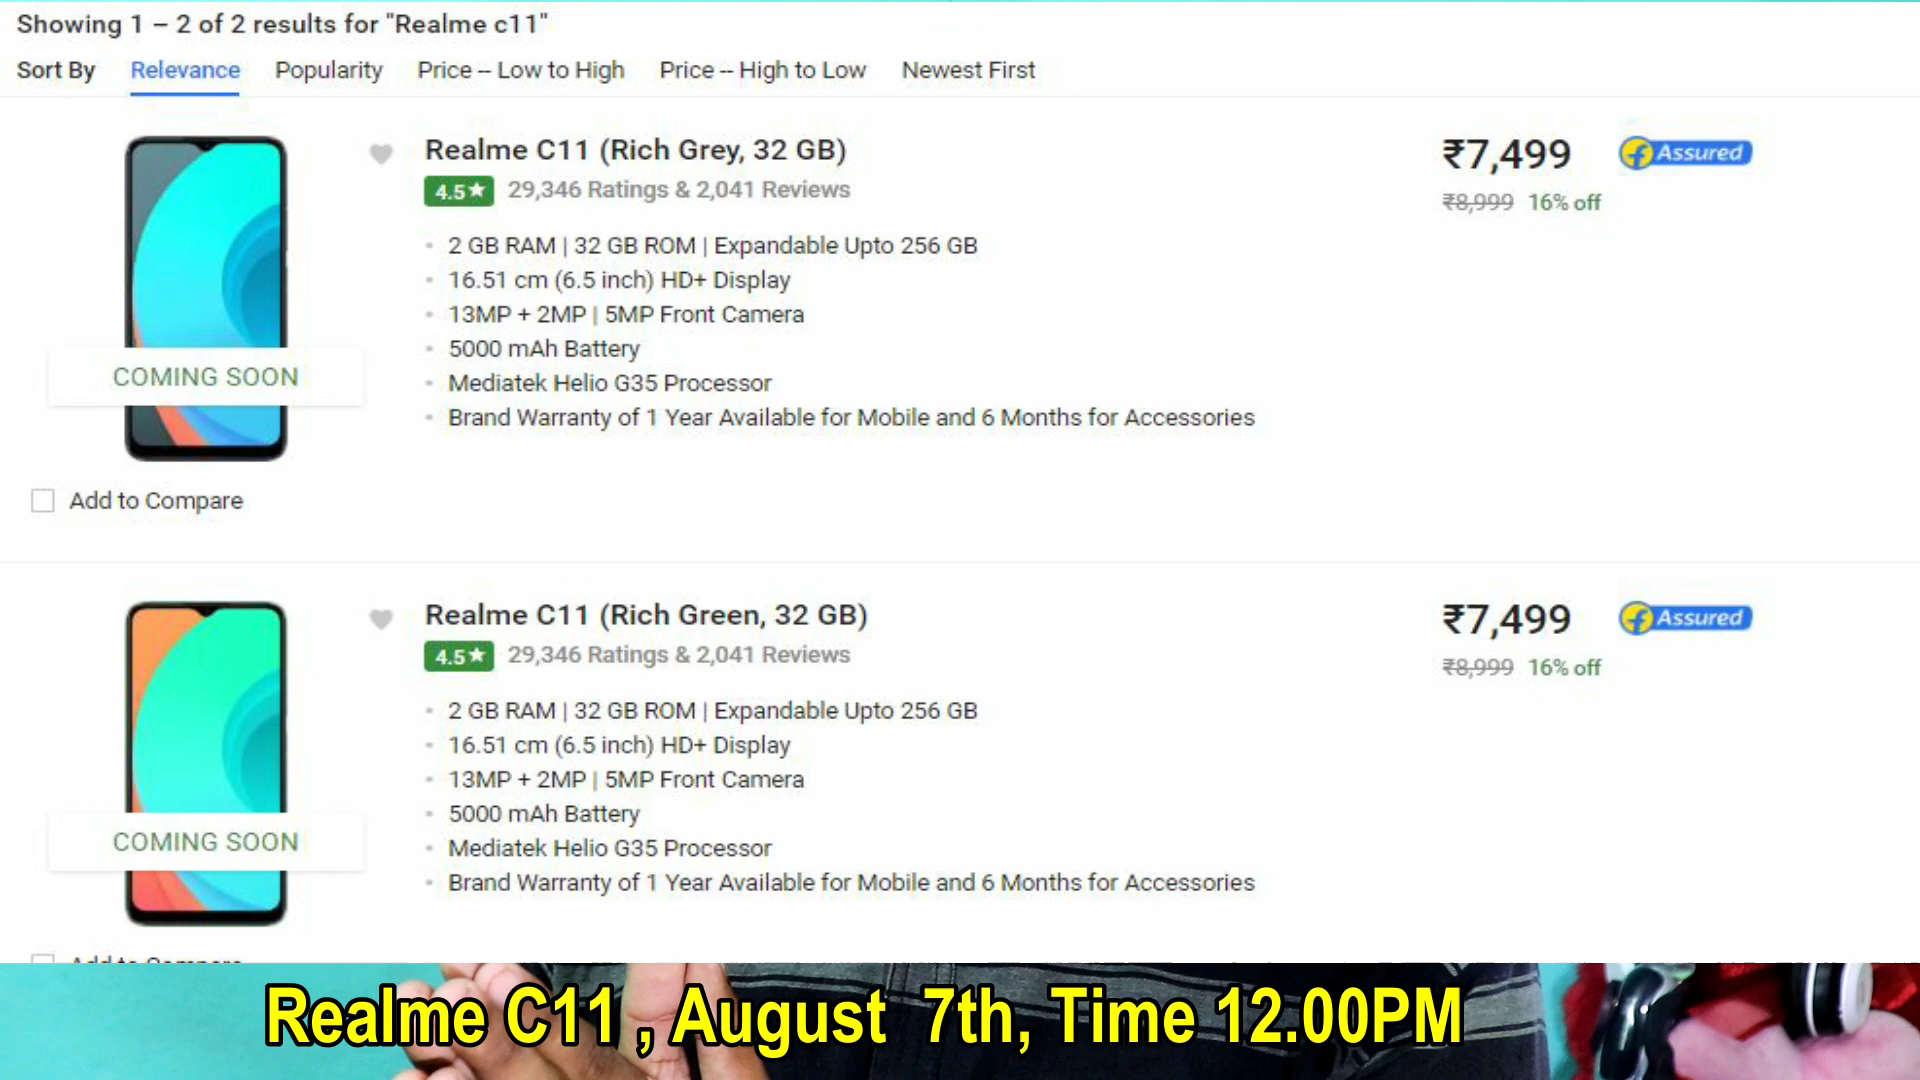 Showing 1 – 2 of 2 results for "Realme c11"
Sort By Relevance Popularity Price -- Low to High Price -- High to Low Newest First
Realme C11 (Rich Grey, 32 GB)
₹7,499 Assured
4.5★ 29,346 Ratings & 2,041 Reviews
₹8,999 16% off
2 GB RAM | 32 GB ROM | Expandable Upto 256 GB
16.51 cm (6.5 inch) HD+ Display
13MP + 2MP | 5MP Front Camera
5000 mAh Battery
COMING SOON
Mediatek Helio G35 Processor
Brand Warranty of 1 Year Available for Mobile and 6 Months for Accessories
Add to Compare
Realme C11 (Rich Green, 32 GB)
₹7,499 Assured
4.5★ 29,346 Ratings & 2,041 Reviews
₹8,999 16% off
2 GB RAM | 32 GB ROM | Expandable Upto 256 GB
16.51 cm (6.5 inch) HD+ Display
13MP + 2MP | 5MP Front Camera
5000 mAh Battery
COMING SOON
Mediatek Helio G35 Processor
Brand Warranty of 1 Year Available for Mobile and 6 Months for Accessories
Add to Compare
Realme C11 , August 7th, Time 12.00PM